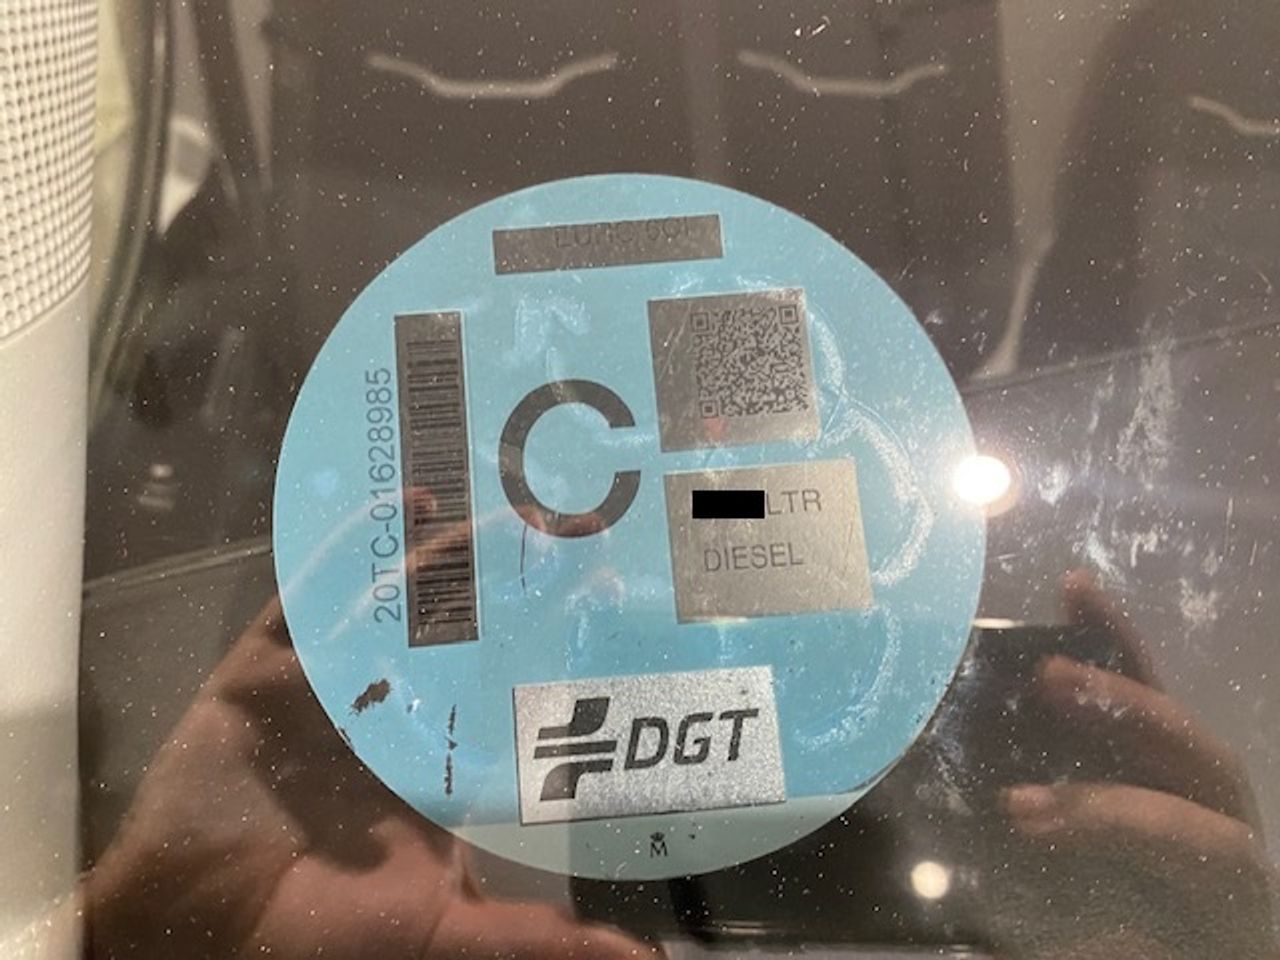 20TC-01628985
C
LTR
DIESEL
DGT
M